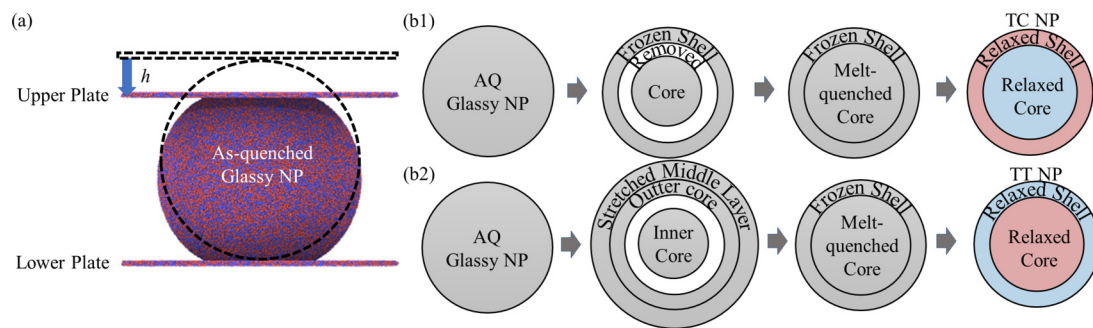 (a)
h
Upper Plate
As-quenched
Glassy NP
Lower Plate
(b1)
AQ
Glassy NP
Frozen Shell
Removed
Core
Frozen Shell
Melt-
quenched
Core
TC NP
Relaxed Shell
Relaxed
Core
(b2)
AQ
Glassy NP
Stretched Middle Layer
Outter core
Inner
Core
Frozen Shell
Melt-
quenched
Core
TT NP
Relaxed Shell
Relaxed
Core